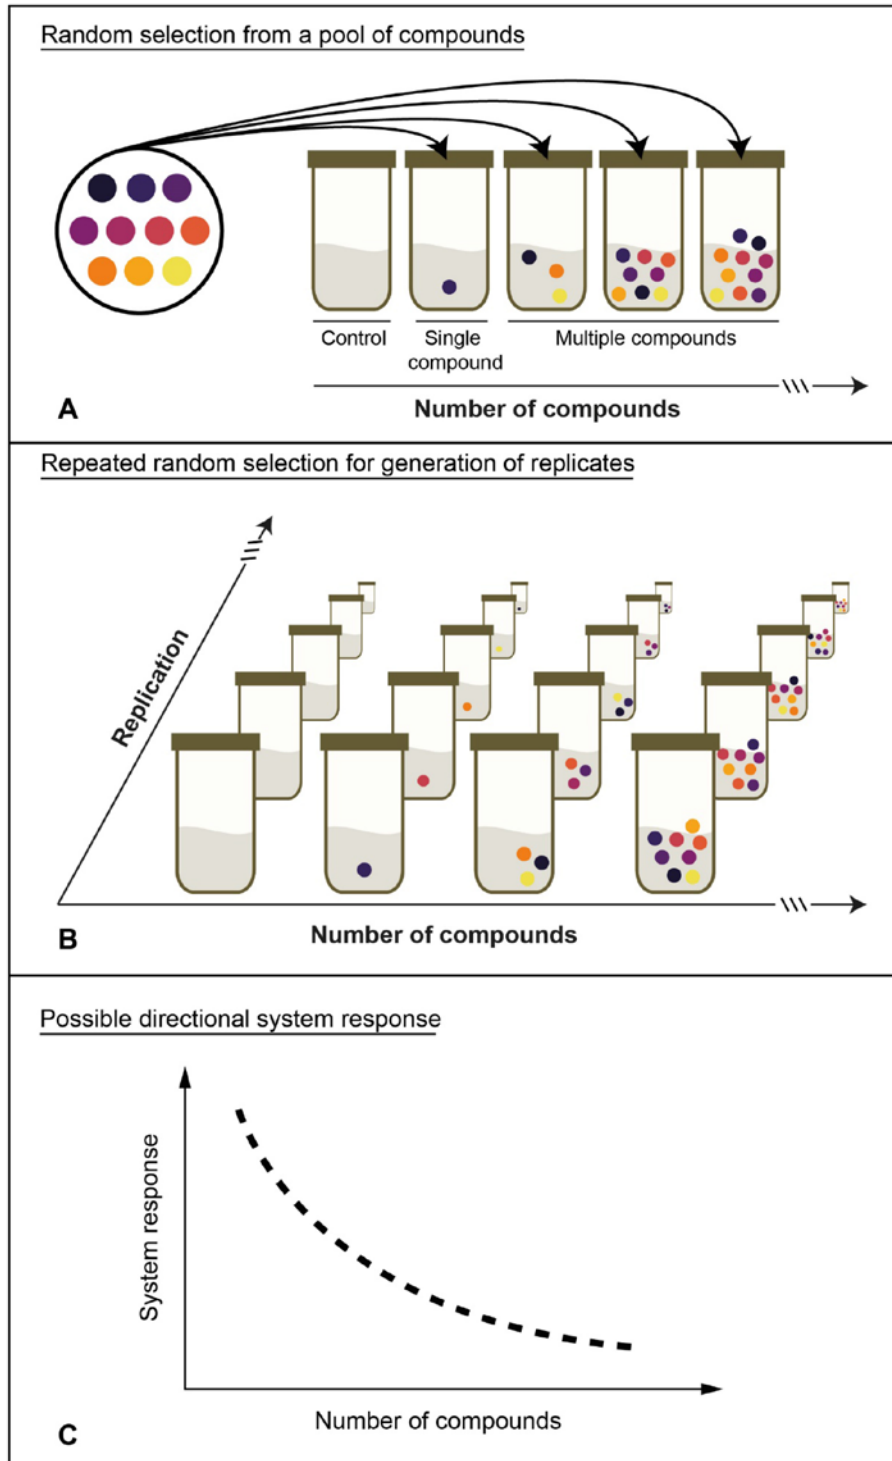 Random selection from a pool of compounds
Control
Single
compound
Multiple compounds
Number of compounds
A
Repeated random selection for generation of replicates
Replication
Number of compounds
B
Possible directional system response
System response
Number of compounds
C